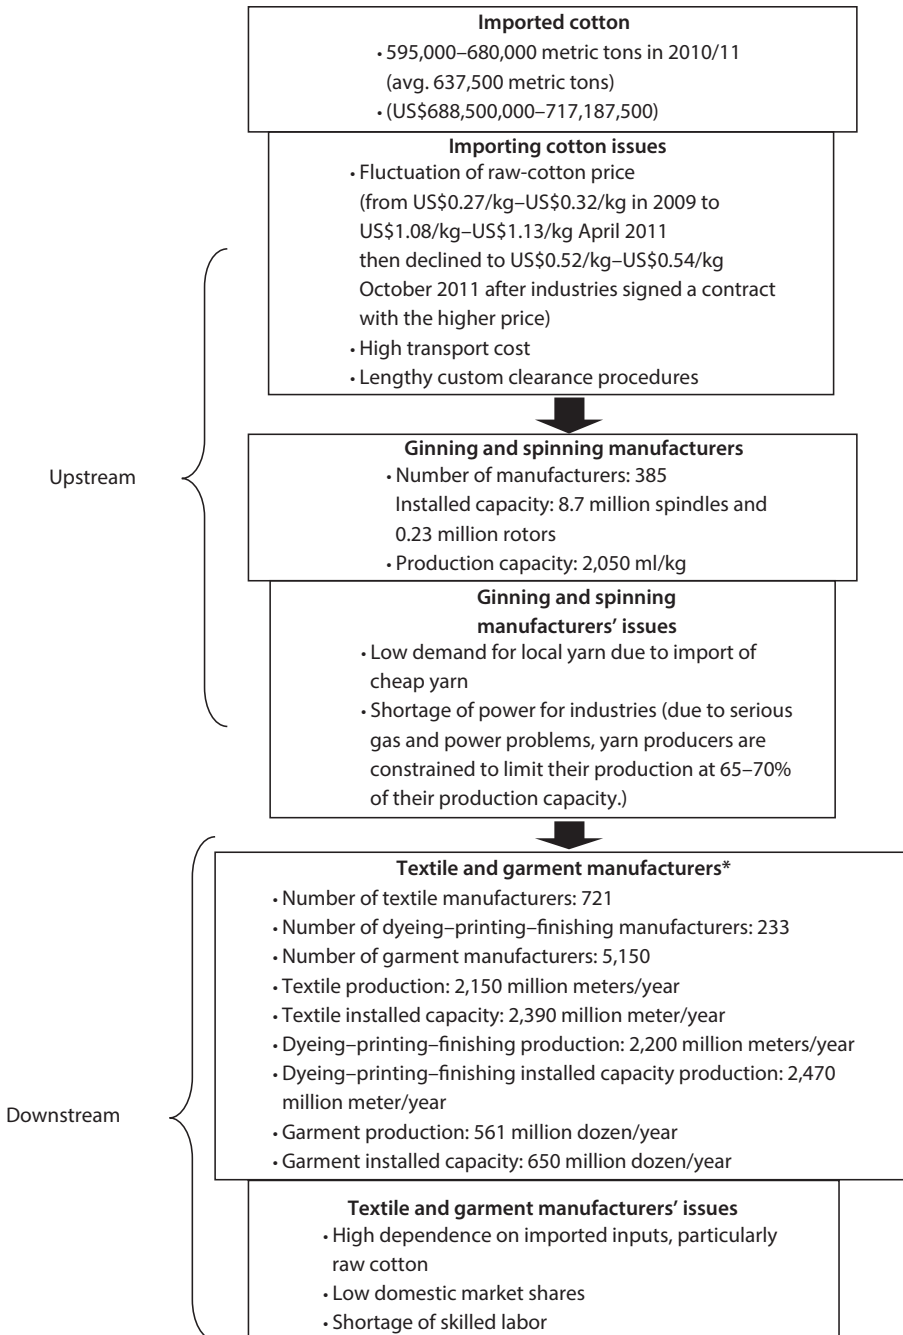 Imported cotton
• 595,000–680,000 metric tons in 2010/11
(avg. 637,500 metric tons)
• (US$688,500,000–717,187,500)
Importing cotton issues
• Fluctuation of raw-cotton price
(from US$0.27/kg–US$0.32/kg in 2009 to
US$1.08/kg–US$1.13/kg April 2011
then declined to US$0.52/kg–US$0.54/kg
October 2011 after industries signed a contract
with the higher price)
• High transport cost
• Lengthy custom clearance procedures
Upstream
Ginning and spinning manufacturers
• Number of manufacturers: 385
Installed capacity: 8.7 million spindles and
0.23 million rotors
• Production capacity: 2,050 ml/kg
Ginning and spinning
manufacturers’ issues
• Low demand for local yarn due to import of
cheap yarn
• Shortage of power for industries (due to serious
gas and power problems, yarn producers are
constrained to limit their production at 65–70%
of their production capacity.)
Downstream
Textile and garment manufacturers*
• Number of textile manufacturers: 721
• Number of dyeing–printing–finishing manufacturers: 233
• Number of garment manufacturers: 5,150
• Textile production: 2,150 million meters/year
• Textile installed capacity: 2,390 million meter/year
• Dyeing–printing–finishing production: 2,200 million meters/year
• Dyeing–printing–finishing installed capacity production: 2,470
million meter/year
• Garment production: 561 million dozen/year
• Garment installed capacity: 650 million dozen/year
Textile and garment manufacturers’ issues
• High dependence on imported inputs, particularly
raw cotton
• Low domestic market shares
• Shortage of skilled labor